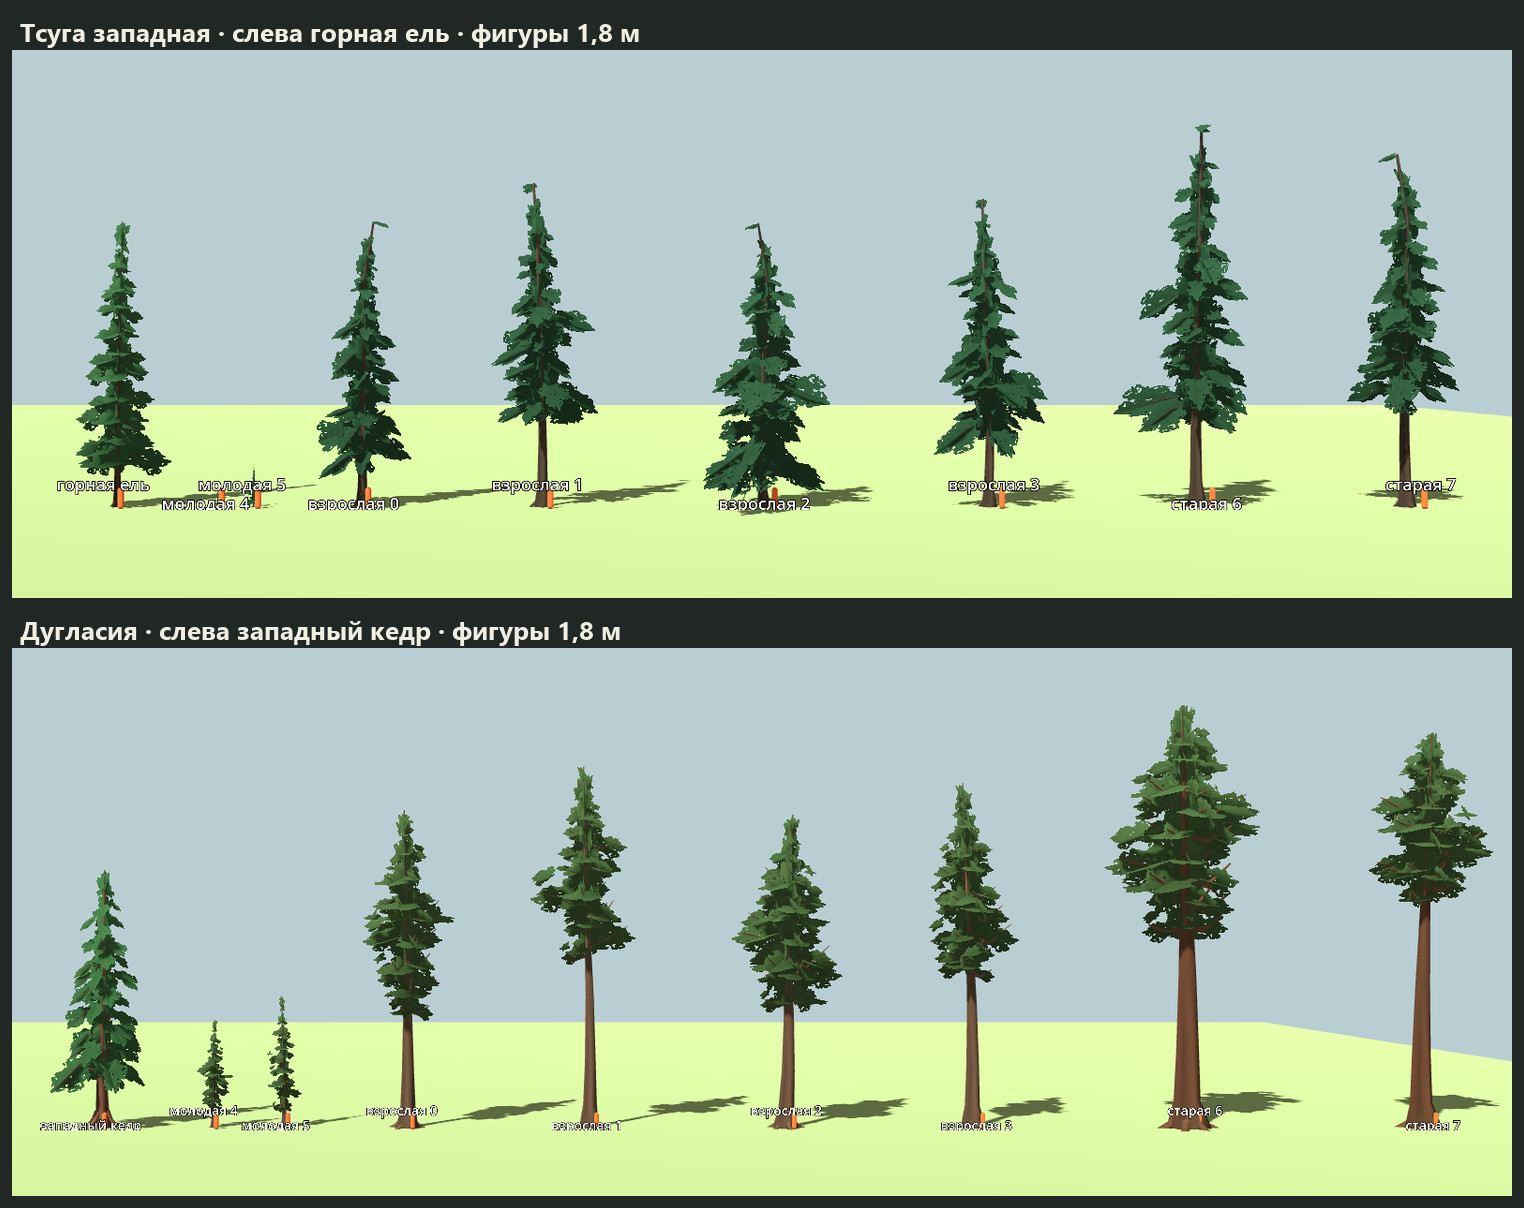 Тсуга западная · слева горная ель · фигуры 1,8 м
горная ель
молодая 4
молодая 5
взрослая 0
взрослая 1
взрослая 2
взрослая 3
старая 6
старая 7
Дугласия · слева западный кедр · фигуры 1,8 м
западный кедр
молодая 4
молодая 5
взрослая 0
взрослая 1
взрослая 2
взрослая 3
старая 6
старая 7